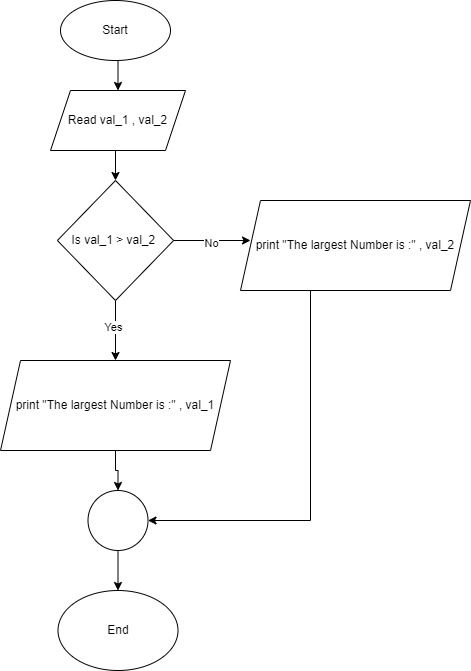 Start
Read val_1 , val_2
Is val_1 > val_2
No
print "The largest Number is :" , val_2
Yes
print "The largest Number is :" , val_1
End